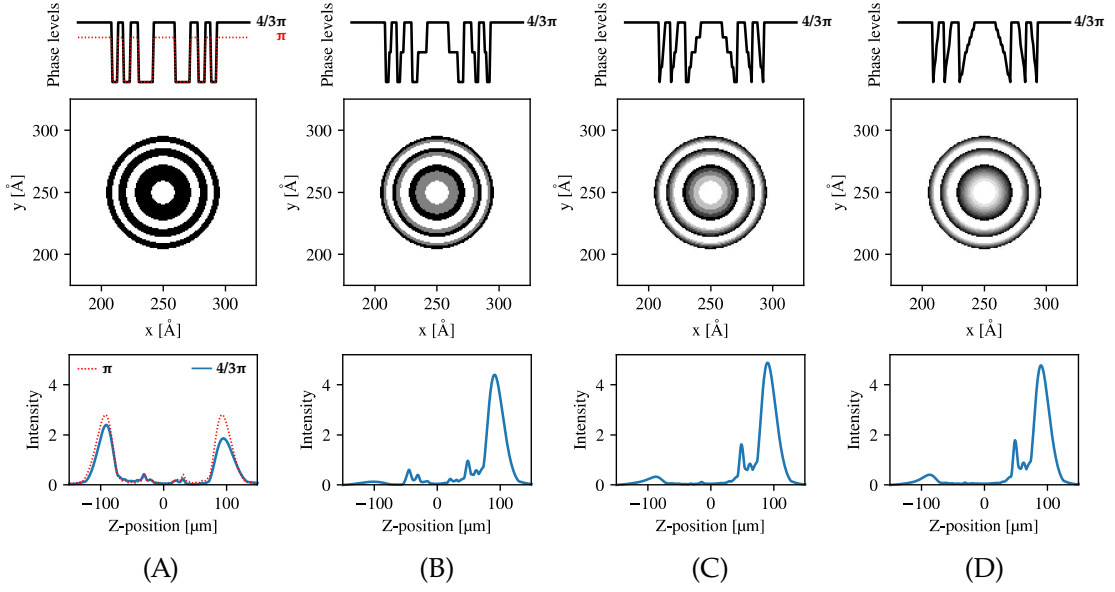 Phase levels
4/3π
π
Phase levels
4/3π
Phase levels
4/3π
Phase levels
4/3π
y [Å]
300
250
200
200 250 300
x [Å]
y [Å]
300
250
200
200 250 300
x [Å]
y [Å]
300
250
200
200 250 300
x [Å]
y [Å]
300
250
200
200 250 300
x [Å]
Intensity
4
2
0
π 4/3π
−100 0 100
Z-position [µm]
Intensity
4
2
0
−100 0 100
Z-position [µm]
Intensity
4
2
0
−100 0 100
Z-position [µm]
Intensity
4
2
0
−100 0 100
Z-position [µm]
(A) (B) (C) (D)